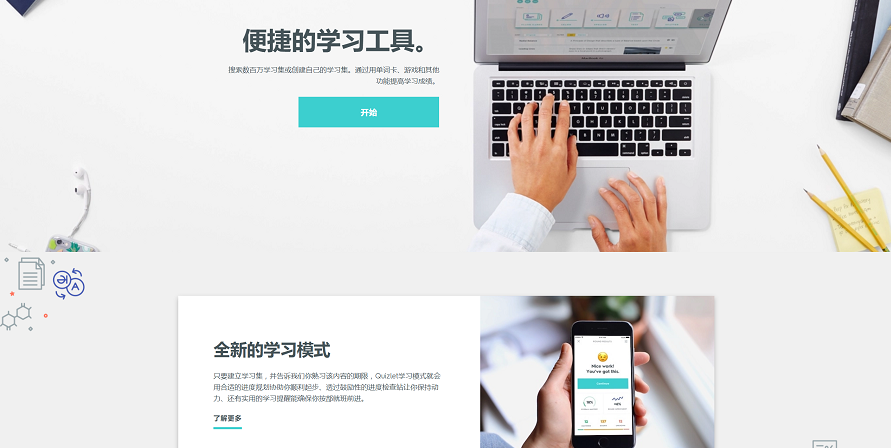 便捷的学习工具。
搜索数百万学习集或创建自己的学习集。通过用单词卡、游戏和其他
功能提高学习成绩。
开始
A
全新的学习模式
只要建立学习集，并告诉我们你熟习该内容的期限，Quizlet学习模式就会
用合适的进度规划协助你顺利起步、透过鼓励性的进度检查站让你保持动
力、还有实用的学习提醒能确保你按部就班前进。
了解更多
Nice work!
You've got this.